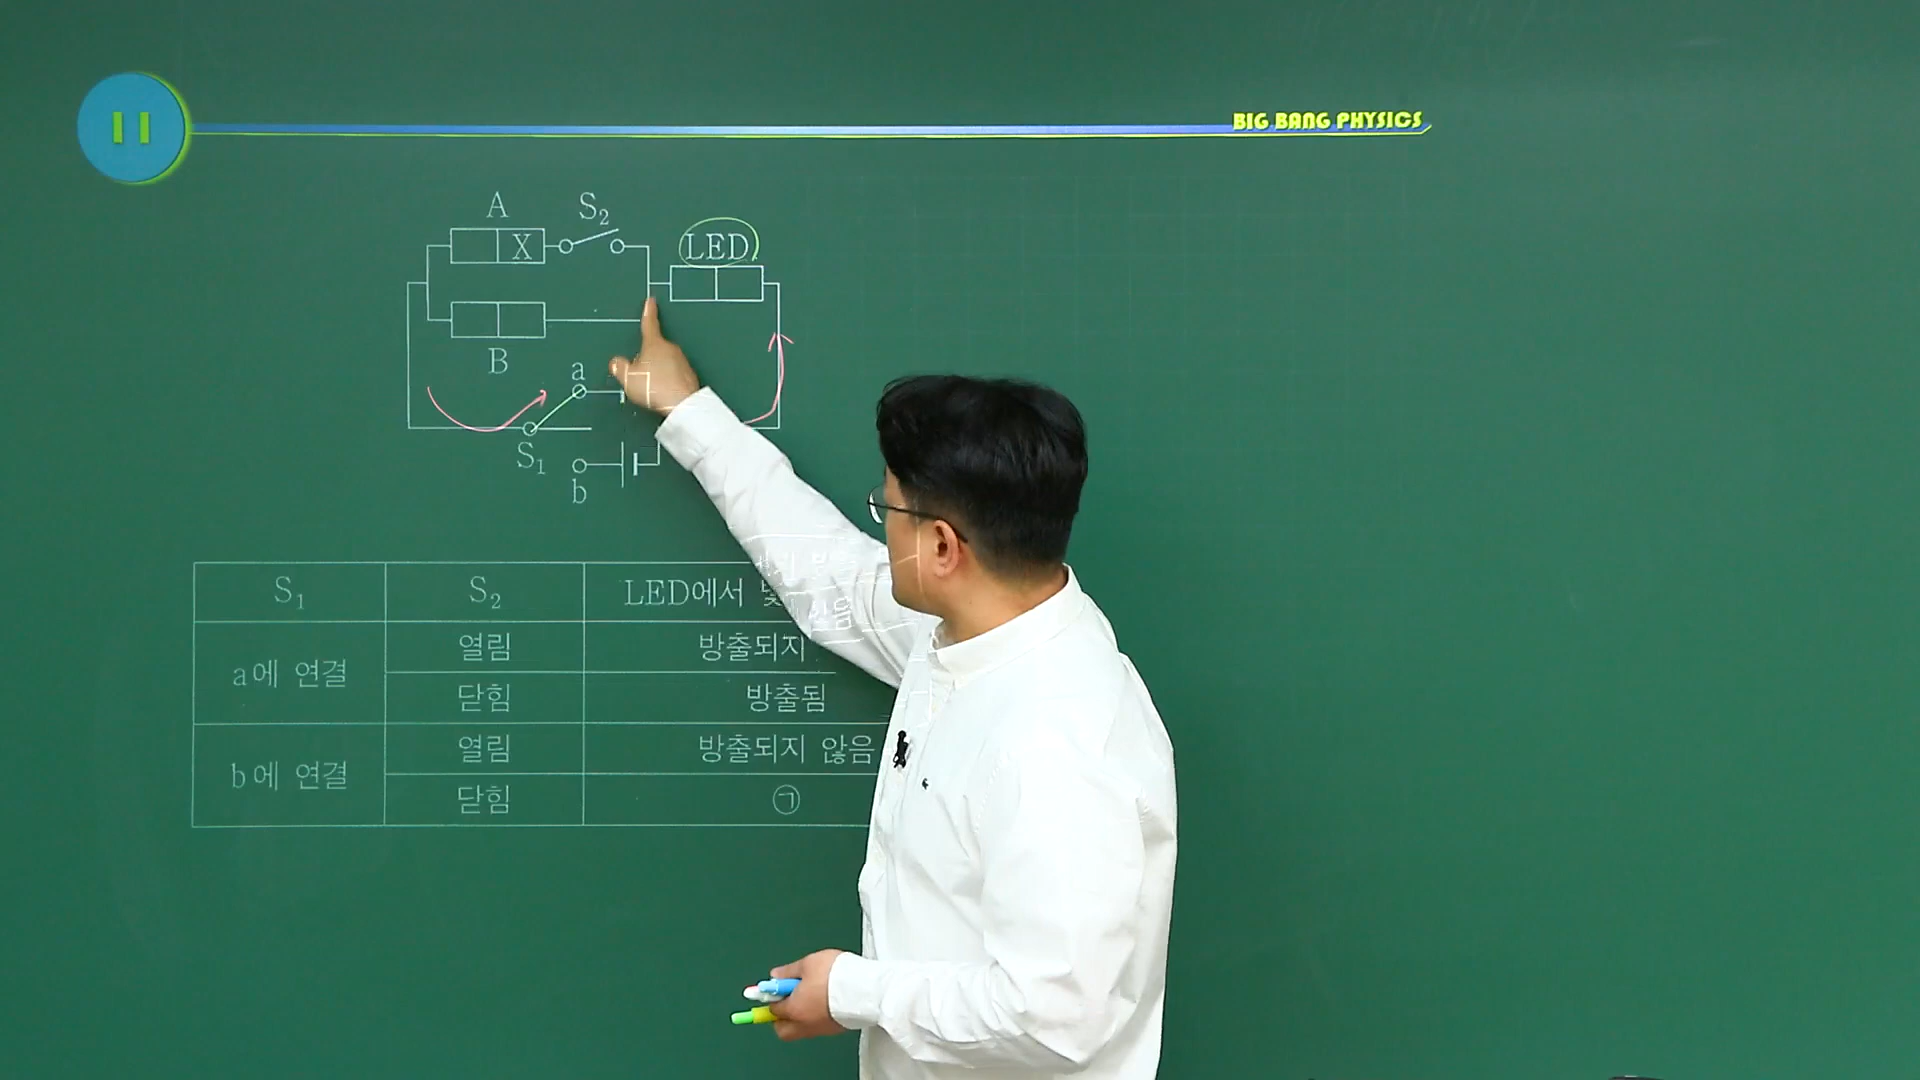 11
BIG BANG PHYSICS
A S₂
X LED
B
a
S₁
b
S₁ S₂ LED에서
a에 연결 열림 방출되지
닫힘 방출됨
b에 연결 열림 방출되지 않음
닫힘 ㉠